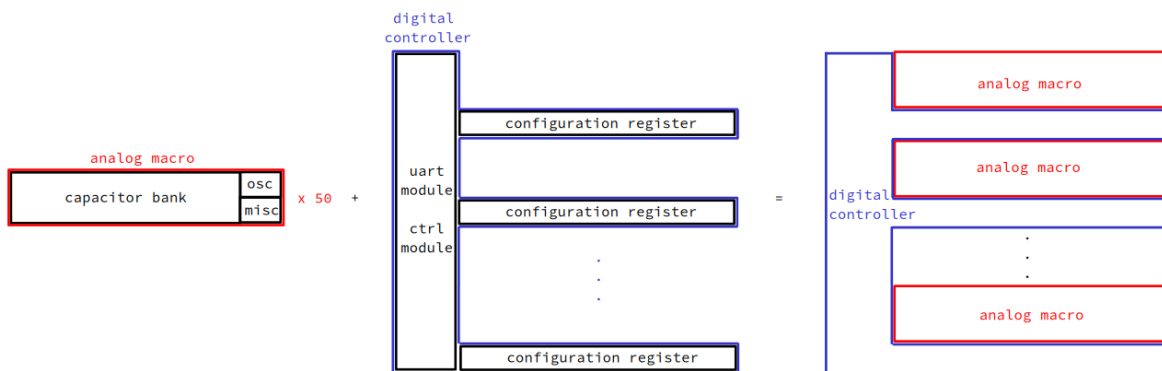 analog macro
capacitor bank
osc
misc
x 50
+
digital
controller
uart
module
ctrl
module
configuration register
configuration register
.
.
.
configuration register
=
digital
controller
analog macro
analog macro
.
.
.
analog macro